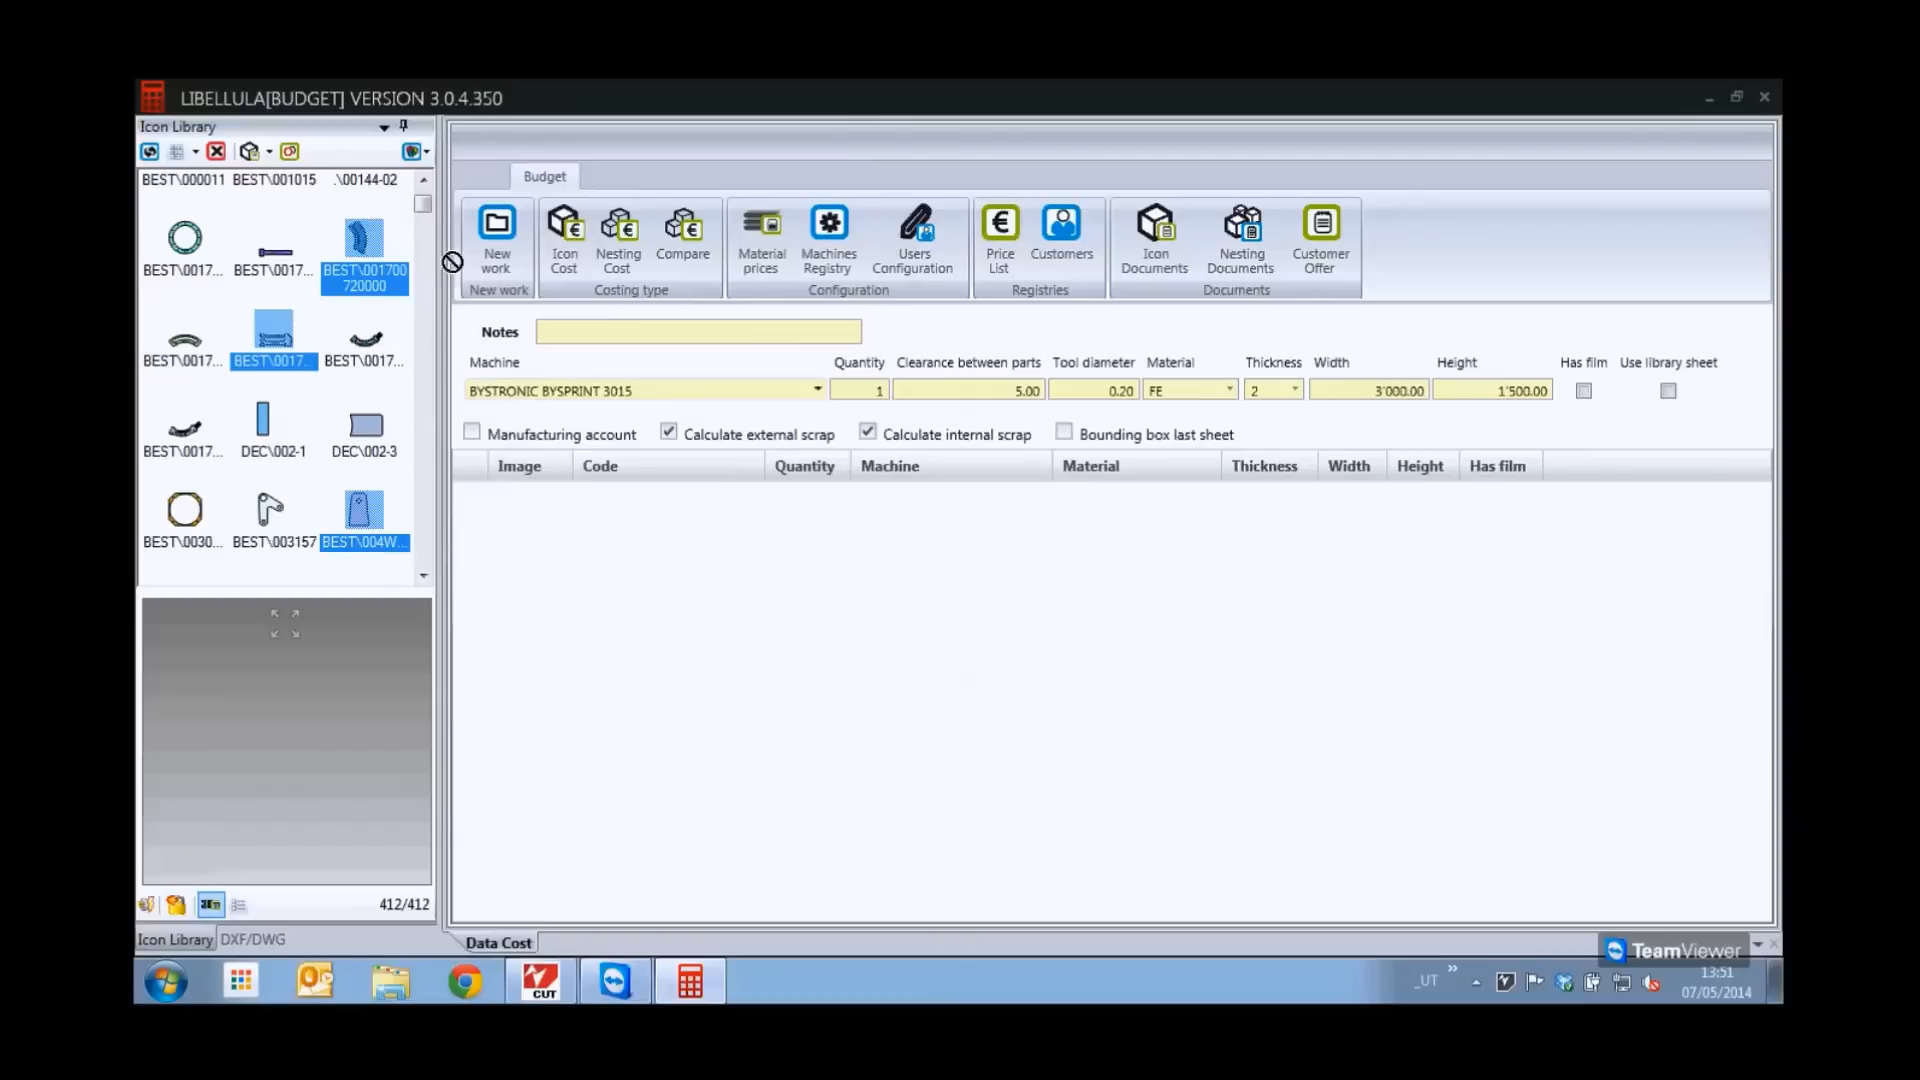 LIBELLULA[BUDGET] VERSION 3.0.4.350
Icon Library
BEST\000011 BEST\001015 .\00144-02
BEST\0017... BEST\0017... BEST\001700
720000
BEST\0017... BEST\0017... BEST\0017...
BEST\0017... DEC\002-1 DEC\002-3
BEST\0030... BEST\003157 BEST\004W...
412/412
Icon Library DXF/DWG
Budget
New work
Icon Cost
Nesting Cost
Compare
Material prices
Machines Registry
Users Configuration
Price List
Customers
Icon Documents
Nesting Documents
Customer Offer
New work Costing type Configuration Registries Documents
Notes
Machine Quantity Clearance between parts Tool diameter Material Thickness Width Height Has film Use library sheet
BYSTRONIC BYSPRINT 3015 1 5.00 0.20 FE 2 3'000.00 1'500.00
Manufacturing account Calculate external scrap Calculate internal scrap Bounding box last sheet
Image Code Quantity Machine Material Thickness Width Height Has film
Data Cost
TeamViewer
CUT
_UT
13:51
07/05/2014